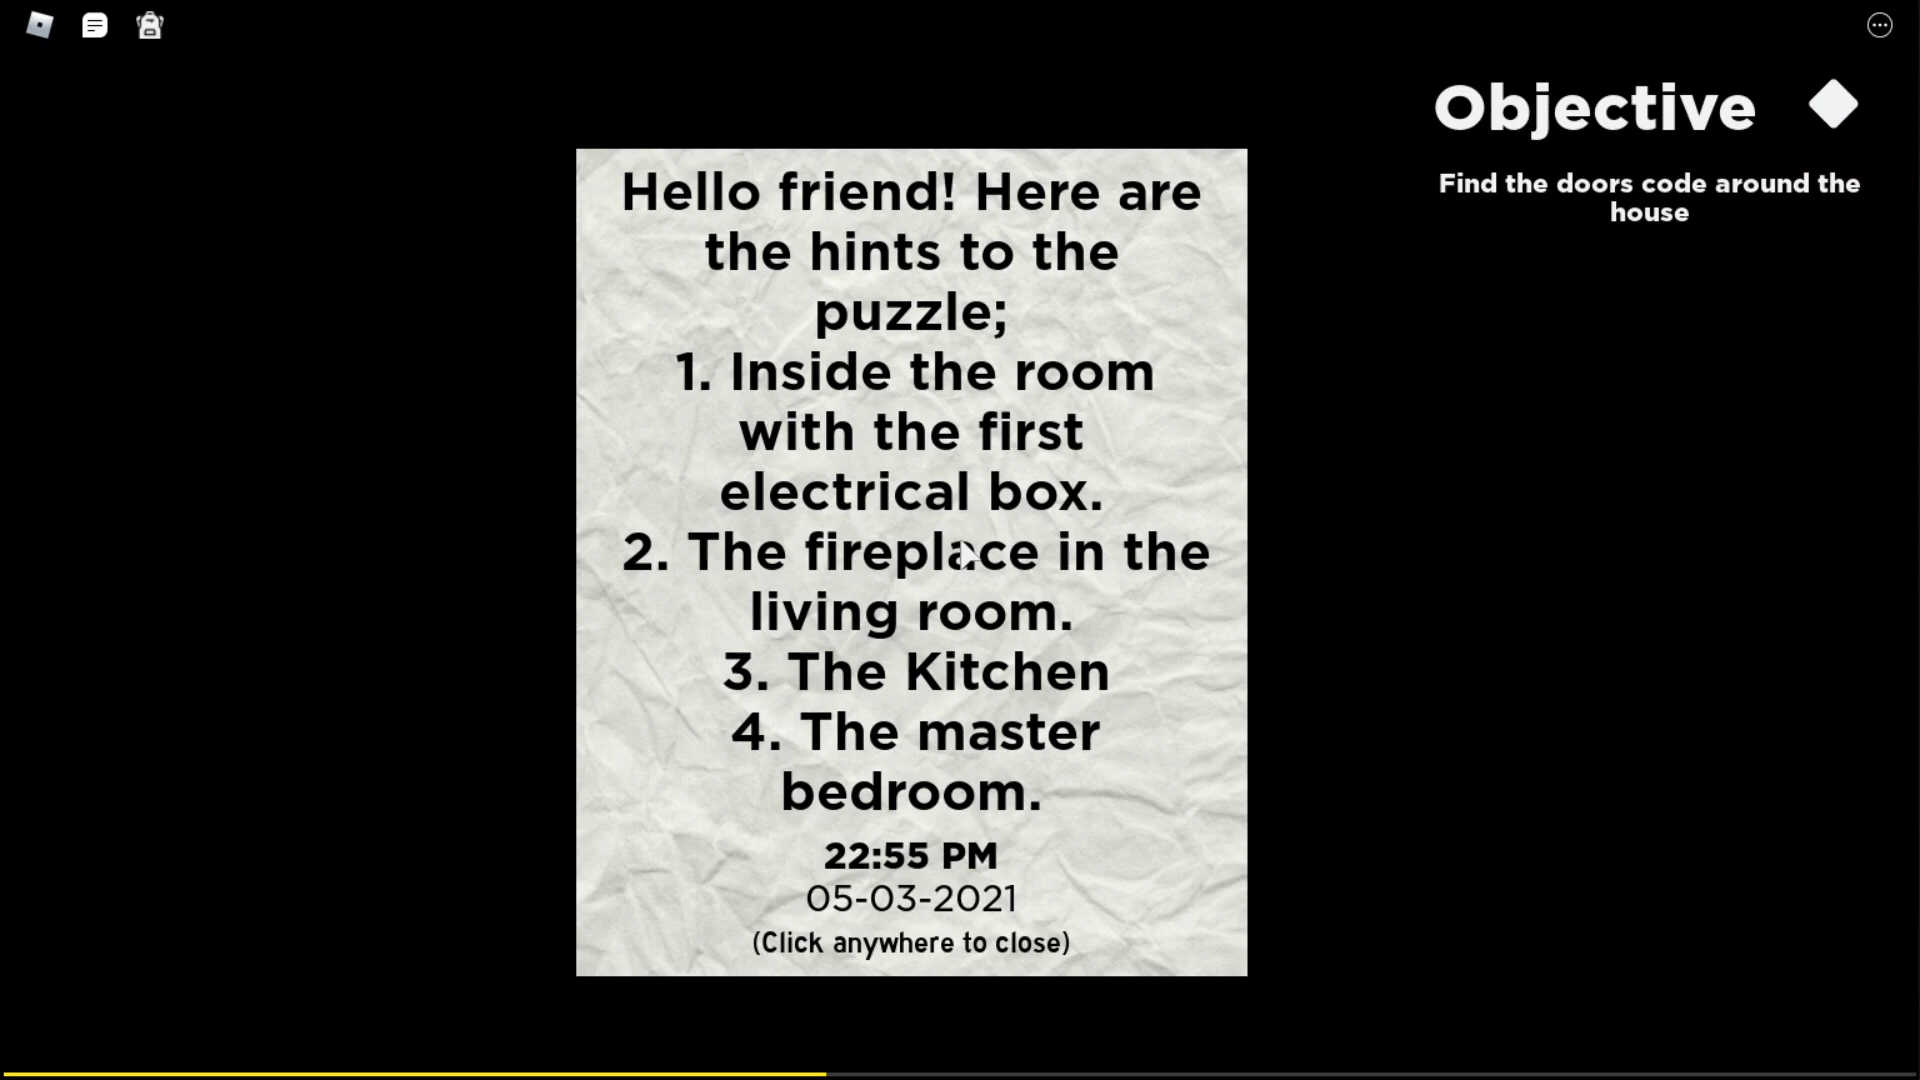 Objective
Find the doors code around the
house
Hello friend! Here are
the hints to the
puzzle;
1. Inside the room
with the first
electrical box.
2. The fireplace in the
living room.
3. The Kitchen
4. The master
bedroom.
22:55 PM
05-03-2021
(Click anywhere to close)